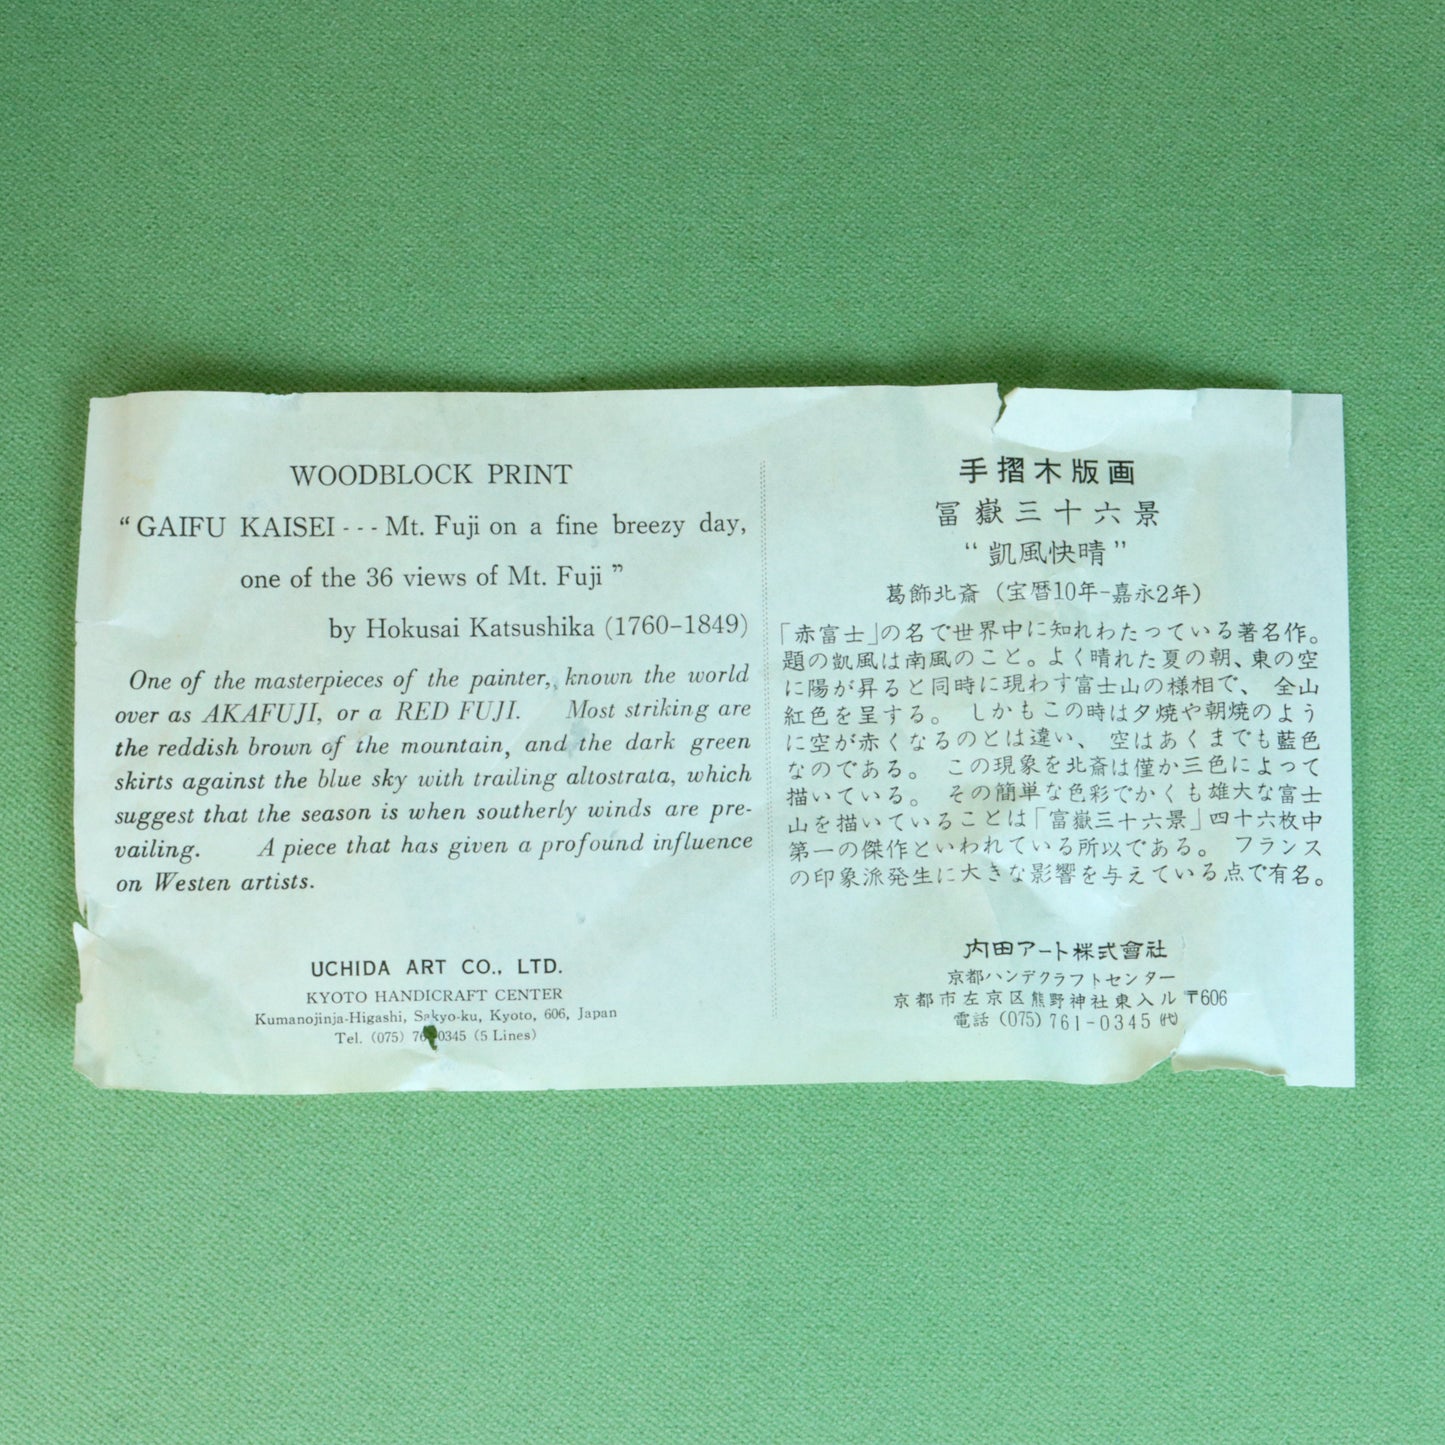 WOODBLOCK PRINT
“GAIFU KAISEI --- Mt. Fuji on a fine breezy day,
one of the 36 views of Mt. Fuji”
by Hokusai Katsushika (1760-1849)
One of the masterpieces of the painter, known the world
over as AKAFUJI, or a RED FUJI. Most striking are
the reddish brown of the mountain, and the dark green
skirts against the blue sky with trailing altostrata, which
suggest that the season is when southerly winds are pre-
vailing. A piece that has given a profound influence
on Westen artists.
UCHIDA ART CO., LTD.
KYOTO HANDICRAFT CENTER
Kumanojinja-Higashi, Sakyo-ku, Kyoto, 606, Japan
Tel. (075) 76 0345 (5 Lines)
手摺木版画
冨嶽三十六景
“凱風快晴”
葛飾北斎 (宝暦10年-嘉永2年)
「赤富士」の名で世界中に知れわたっている著名作。
題の凱風は南風のこと。よく晴れた夏の朝、東の空
に陽が昇ると同時に現わす富士山の様相で、 全山
紅色を呈する。 しかもこの時は夕焼や朝焼のよう
に空が赤くなるのとは違い、 空はあくまでも藍色
なのである。 この現象を北斎は僅か三色によって
描いている。 その簡単な色彩でかくも雄大な富士
山を描いていることは「富嶽三十六景」四十六枚中
第一の傑作といわれている所以である。 フランス
の印象派発生に大きな影響を与えている点で有名。
内田アート株式會社
京都ハンデクラフトセンター
京都市左京区熊野神社東入ル 〒606
電話 (075) 761-0345 ㈹